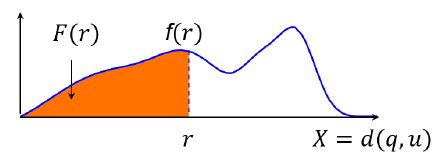 F(r) f(r)
r
X = d(q, u)